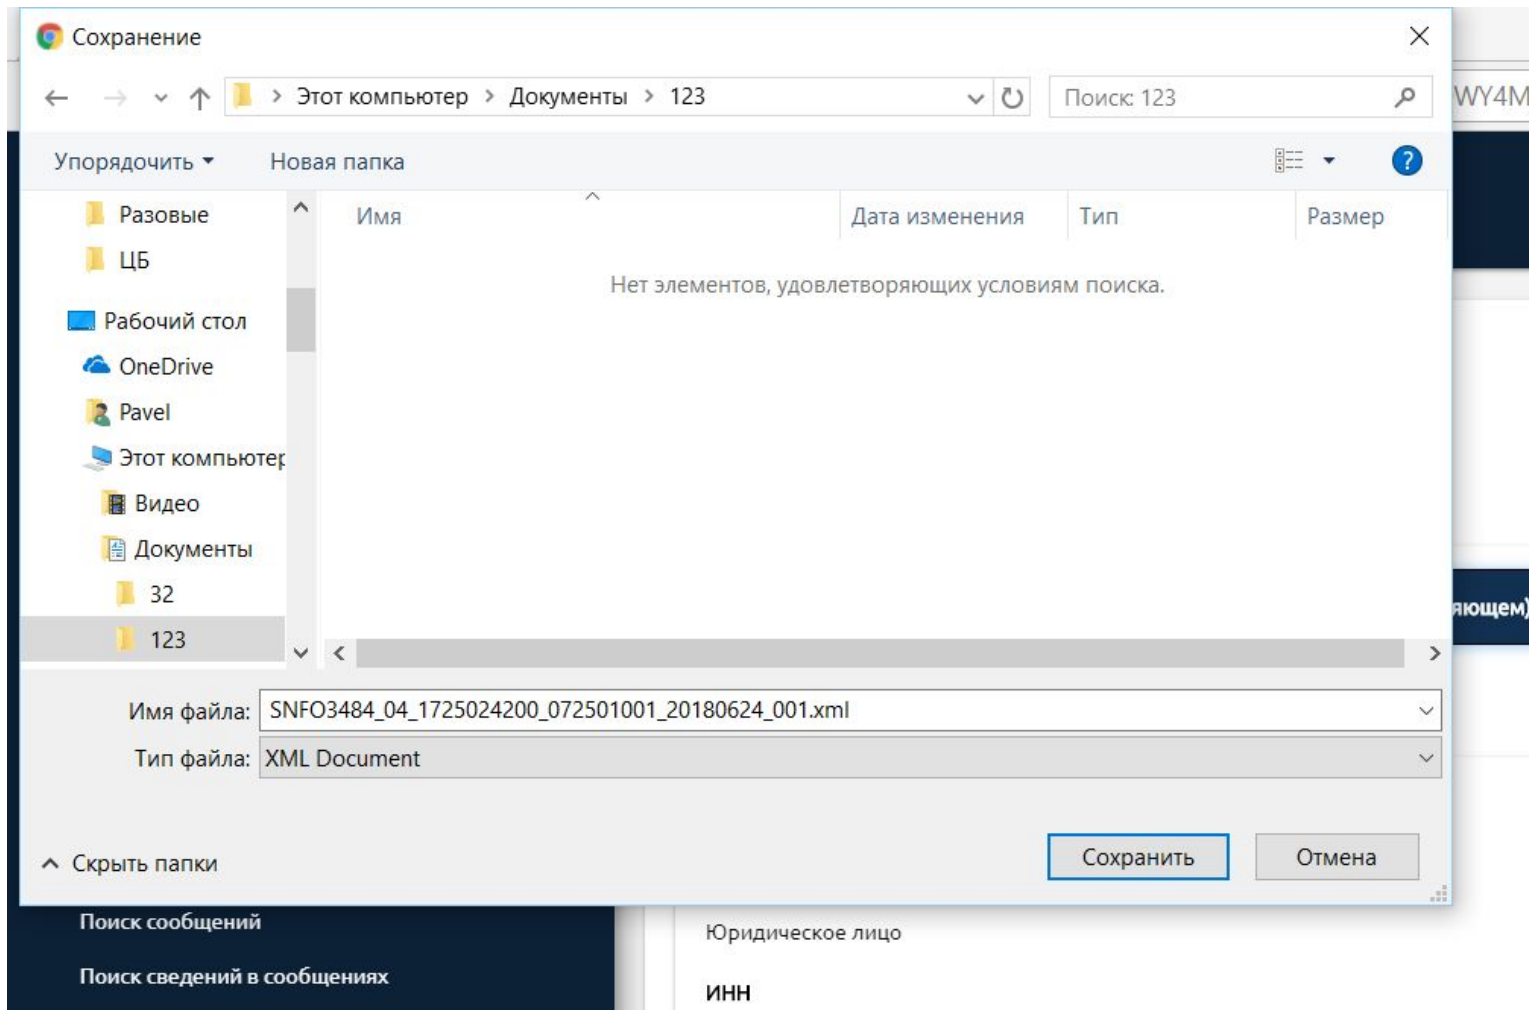 Сохранение
Этот компьютер > Документы > 123
Поиск: 123
WY4M
Упорядочить
Новая папка
?
Разовые
ЦБ
Рабочий стол
OneDrive
Pavel
Этот компьютер
Видео
Документы
32
123
Имя
Дата изменения
Тип
Размер
Нет элементов, удовлетворяющих условиям поиска.
яющем)
Имя файла: SNFO3484_04_1725024200_072501001_20180624_001.xml
Тип файла: XML Document
Скрыть папки
Сохранить
Отмена
Поиск сообщений
Поиск сведений в сообщениях
Юридическое лицо
ИНН